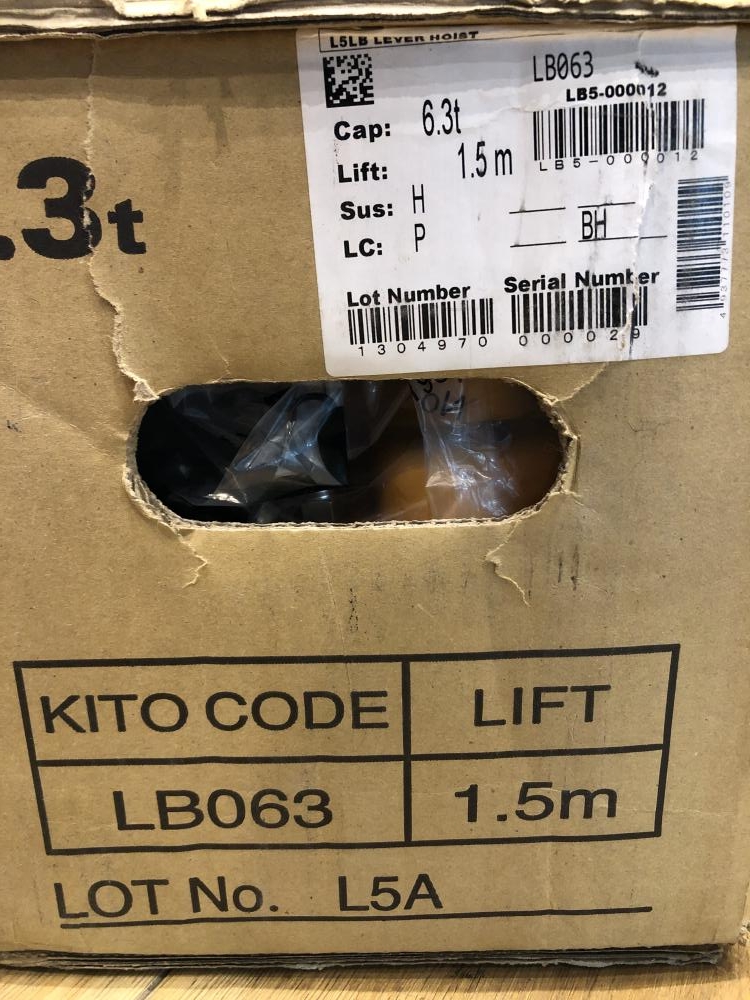 L5LB LEVER HOIST
LB063
LB5-000012
Cap: 6.3t
LB5-000012
Lift: 1.5 m
Sus: H
BH
LC: P
Lot Number
Serial Number
1304970
000029
.3t
KITO CODE
LIFT
LB063
1.5m
LOT No. L5A